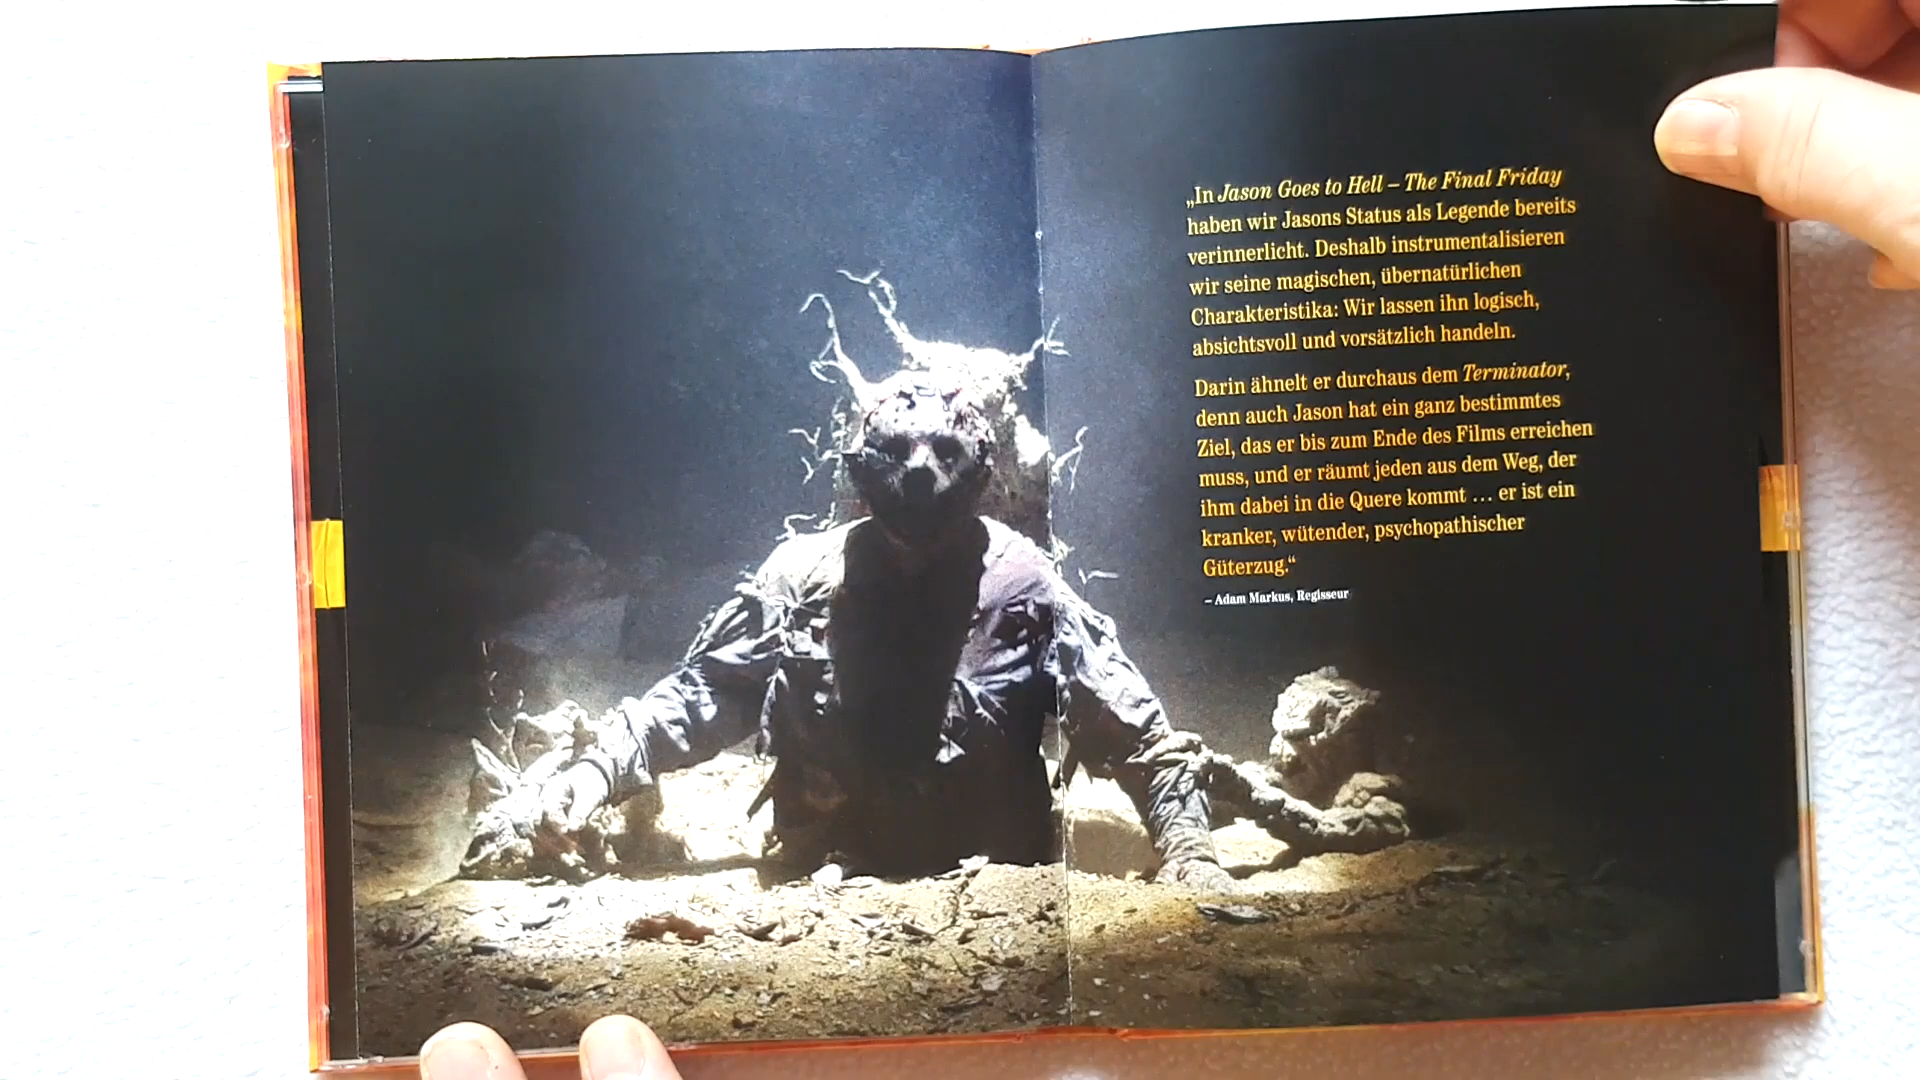 „In Jason Goes to Hell – The Final Friday
haben wir Jasons Status als Legende bereits
verinnerlicht. Deshalb instrumentalisieren
wir seine magischen, übernatürlichen
Charakteristika: Wir lassen ihn logisch,
absichtsvoll und vorsätzlich handeln.
Darin ähnelt er durchaus dem Terminator,
denn auch Jason hat ein ganz bestimmtes
Ziel, das er bis zum Ende des Films erreichen
muss, und er räumt jeden aus dem Weg, der
ihm dabei in die Quere kommt … er ist ein
kranker, wütender, psychopathischer
Güterzug.“
– Adam Markus, Regisseur